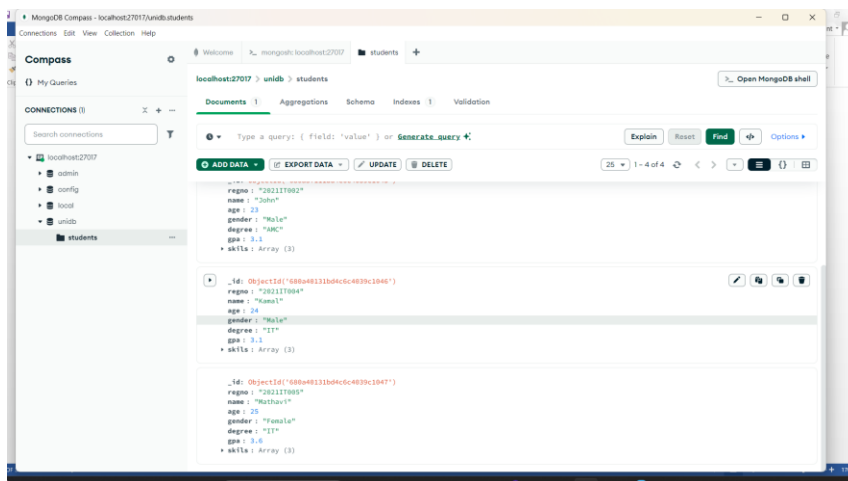 MongoDB Compass - localhost:27017/unidb.students
Connections Edit View Collection Help
Compass
{} My Queries
CONNECTIONS (1)
Search connections
localhost:27017
admin
config
local
unidb
students
Welcome
>_ mongosh: localhost:27017
students
localhost:27017 > unidb > students
>_ Open MongoDB shell
Documents 1 Aggregations Schema Indexes 1 Validation
Type a query: { field: 'value' } or Generate query
Explain Reset Find </> Options
ADD DATA EXPORT DATA UPDATE DELETE
25 1 - 4 of 4
regno : "2021IT002"
name : "John"
age : 23
gender : "Male"
degree : "AMC"
gpa : 3.1
skils : Array (3)
_id: ObjectId('680a48131bd4c6c4039c1046')
regno : "2021IT004"
name : "Kamal"
age : 24
gender : "Male"
degree : "IT"
gpa : 3.1
skils : Array (3)
_id: ObjectId('680a48131bd4c6c4039c1047')
regno : "2021IT005"
name : "Mathavi"
age : 25
gender : "Female"
degree : "IT"
gpa : 3.6
skils : Array (3)